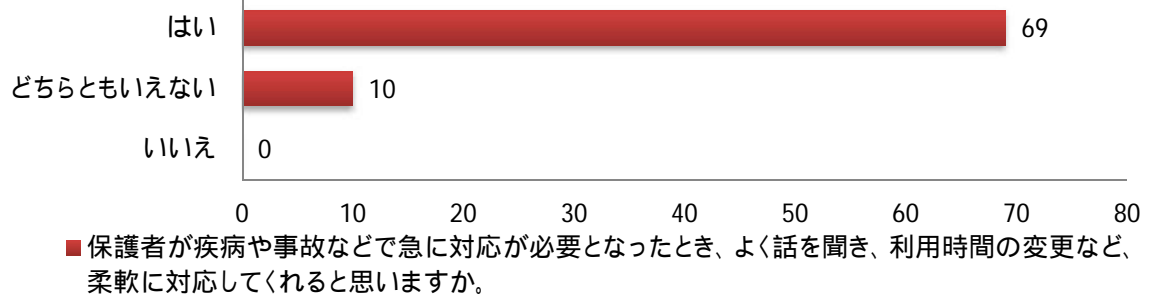 はい 69
どちらともいえない 10
いいえ 0
0 10 20 30 40 50 60 70 80
保護者が疾病や事故などで急に対応が必要となったとき、よく話を聞き、利用時間の変更など、
柔軟に対応してくれると思いますか。